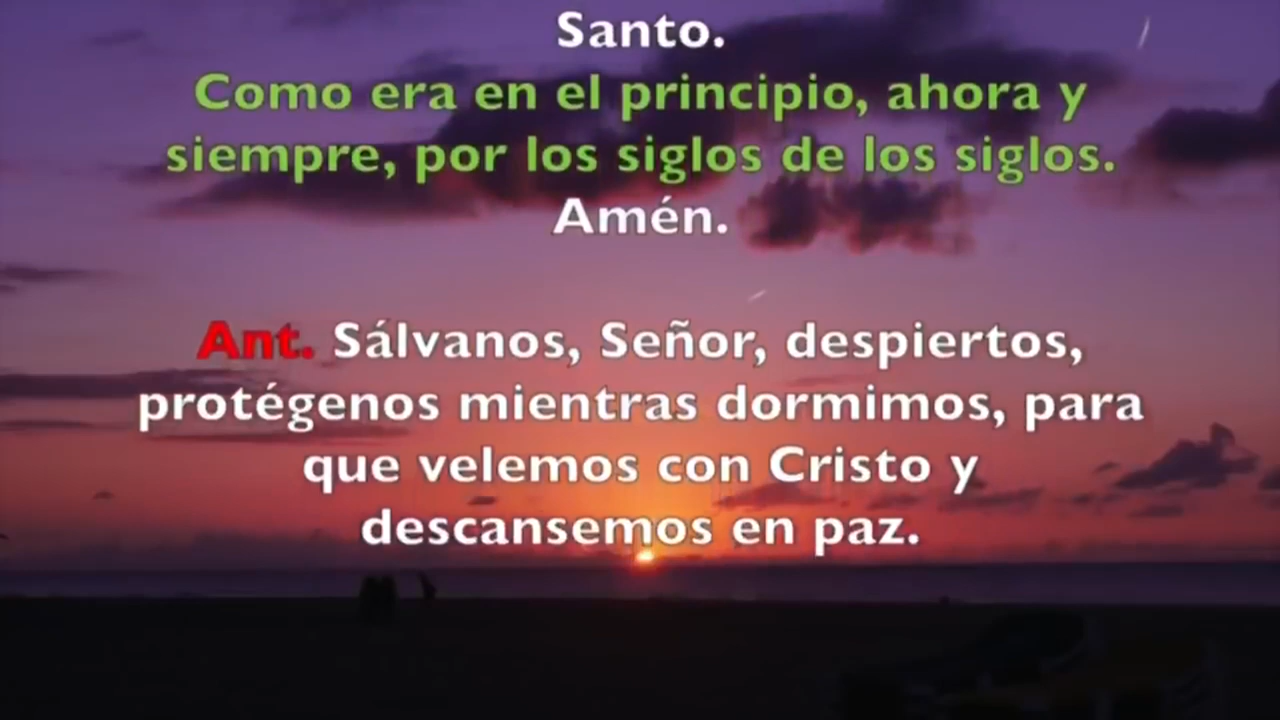 Santo.
Como era en el principio, ahora y
siempre, por los siglos de los siglos.
Amén.
Ant. Sálvanos, Señor, despiertos,
protégenos mientras dormimos, para
que velemos con Cristo y
descansemos en paz.